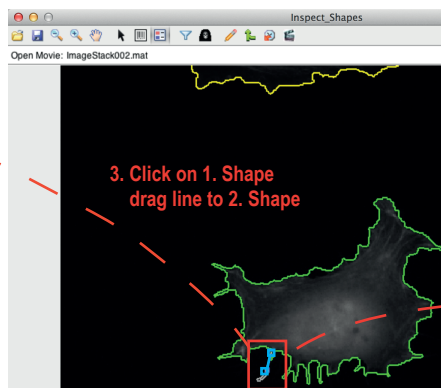 Inspect_Shapes
Open Movie: ImageStack002.mat
3. Click on 1. Shape
drag line to 2. Shape